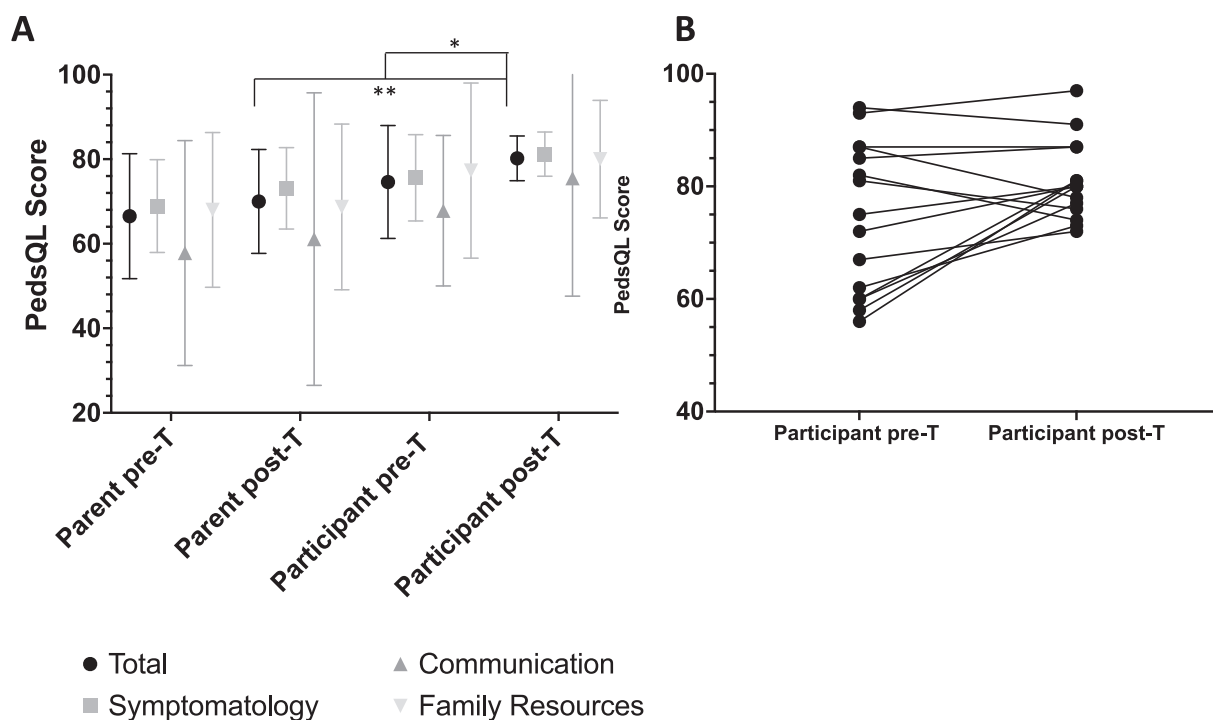 A
PedsQL Score
100
80
60
40
20
*
**
Parent pre-T
Parent post-T
Participant pre-T
Participant post-T
● Total
▲ Communication
■ Symptomatology
▼ Family Resources
B
PedsQL Score
100
80
60
40
Participant pre-T
Participant post-T